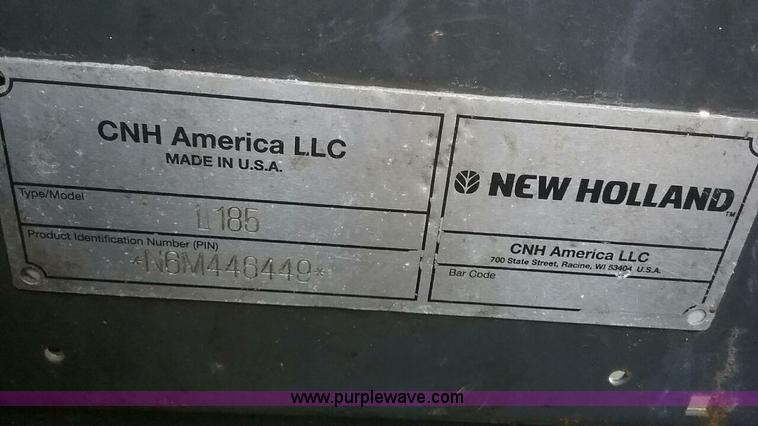 CNH America LLC
MADE IN U.S.A.
Type/Model
L185
Product Identification Number (PIN)
*N6M446449*
NEW HOLLAND
TM
CNH America LLC
700 State Street, Racine, WI 53404 U.S.A.
Bar Code
www.purplewave.com